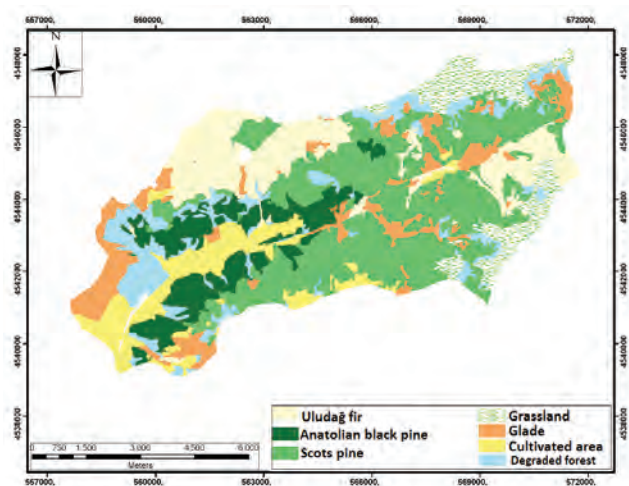 557000, 560000, 563000, 566000, 569000, 572000,
N
4548000 4548000
4546000 4546000
4544000 4544000
4542000 4542000
4540000 4540000
4538000 4538000
Uludağ fir
Anatolian black pine
Scots pine
Grassland
Glade
Cultivated area
Degraded forest
0 750 1.500 3.000 4.500 6.000
Meters
557000, 560000, 563000, 566000, 569000, 572000,